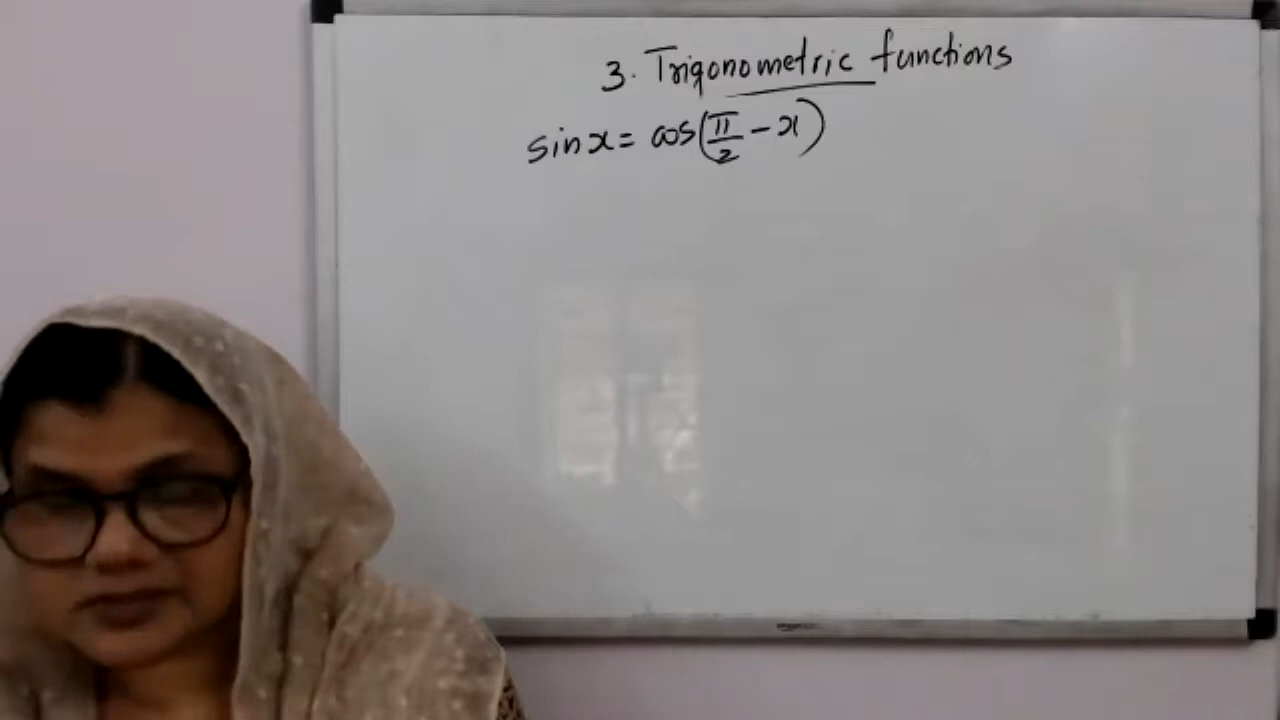 3. Trigonometric functions
sin x = cos(π/2 - x)